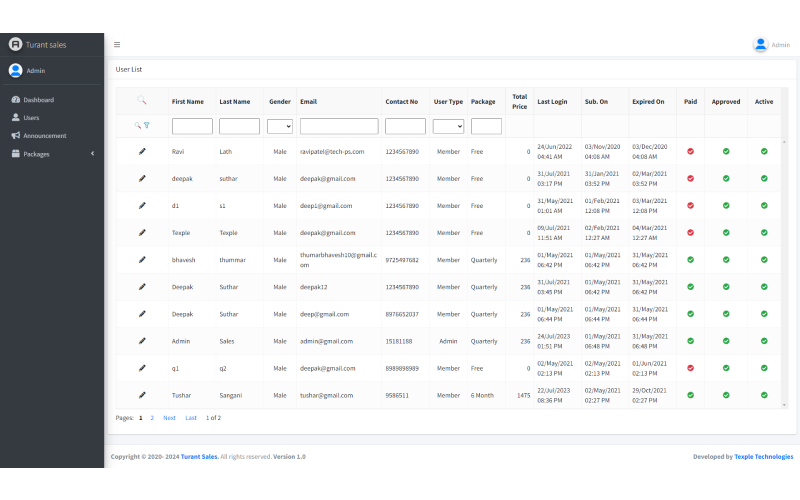 Turant sales
Admin
Admin
Dashboard
Users
Announcement
Packages
User List
First Name Last Name Gender Email Contact No User Type Package Total Price Last Login Sub. On Expired On Paid Approved Active
Ravi Lath Male ravipatel@tech-ps.com 1234567890 Member Free 0 24/Jun/2022 04:41 AM 03/Nov/2020 04:08 AM 03/Dec/2020 04:08 AM
deepak suthar Male deepak@gmail.com 1234567890 Member Free 0 31/Jul/2021 03:17 PM 31/Jan/2021 03:52 PM 02/Mar/2021 03:52 PM
d1 s1 Male deep1@gmail.com 1234567890 Member Free 0 31/May/2021 01:01 AM 01/Feb/2021 12:08 PM 03/Mar/2021 12:08 PM
Texple Texple Male deepak@gmail.com 1234567890 Member Free 0 09/Jul/2021 11:51 AM 02/Feb/2021 12:27 AM 04/Mar/2021 12:27 AM
bhavesh thummar Male thumarbhavesh10@gmail.com 9725497682 Member Quarterly 236 01/May/2021 06:42 PM 01/May/2021 06:42 PM 31/May/2021 06:42 PM
Deepak Suthar Male deepak12 1234567890 Member Quarterly 236 31/Jul/2021 03:45 PM 01/May/2021 06:42 PM 31/May/2021 06:42 PM
Deepak Suthar Male deep@gmail.com 8976652037 Member Quarterly 236 01/May/2021 06:44 PM 01/May/2021 06:44 PM 31/May/2021 06:44 PM
Admin Sales Male admin@gmail.com 15181188 Admin Quarterly 236 24/Jul/2023 01:51 PM 01/May/2021 06:48 PM 31/May/2021 06:48 PM
q1 q2 Male deepak@gmail.com 8989898989 Member Free 0 02/May/2021 02:13 PM 02/May/2021 02:13 PM 01/Jun/2021 02:13 PM
Tushar Sangani Male tushar@gmail.com 9586511 Member 6 Month 1475 22/Jul/2023 08:36 PM 02/May/2021 02:27 PM 29/Oct/2021 02:27 PM
Pages: 1 2 Next Last 1 of 2
Copyright © 2020- 2024 Turant Sales. All rights reserved. Version 1.0
Developed by Texple Technologies